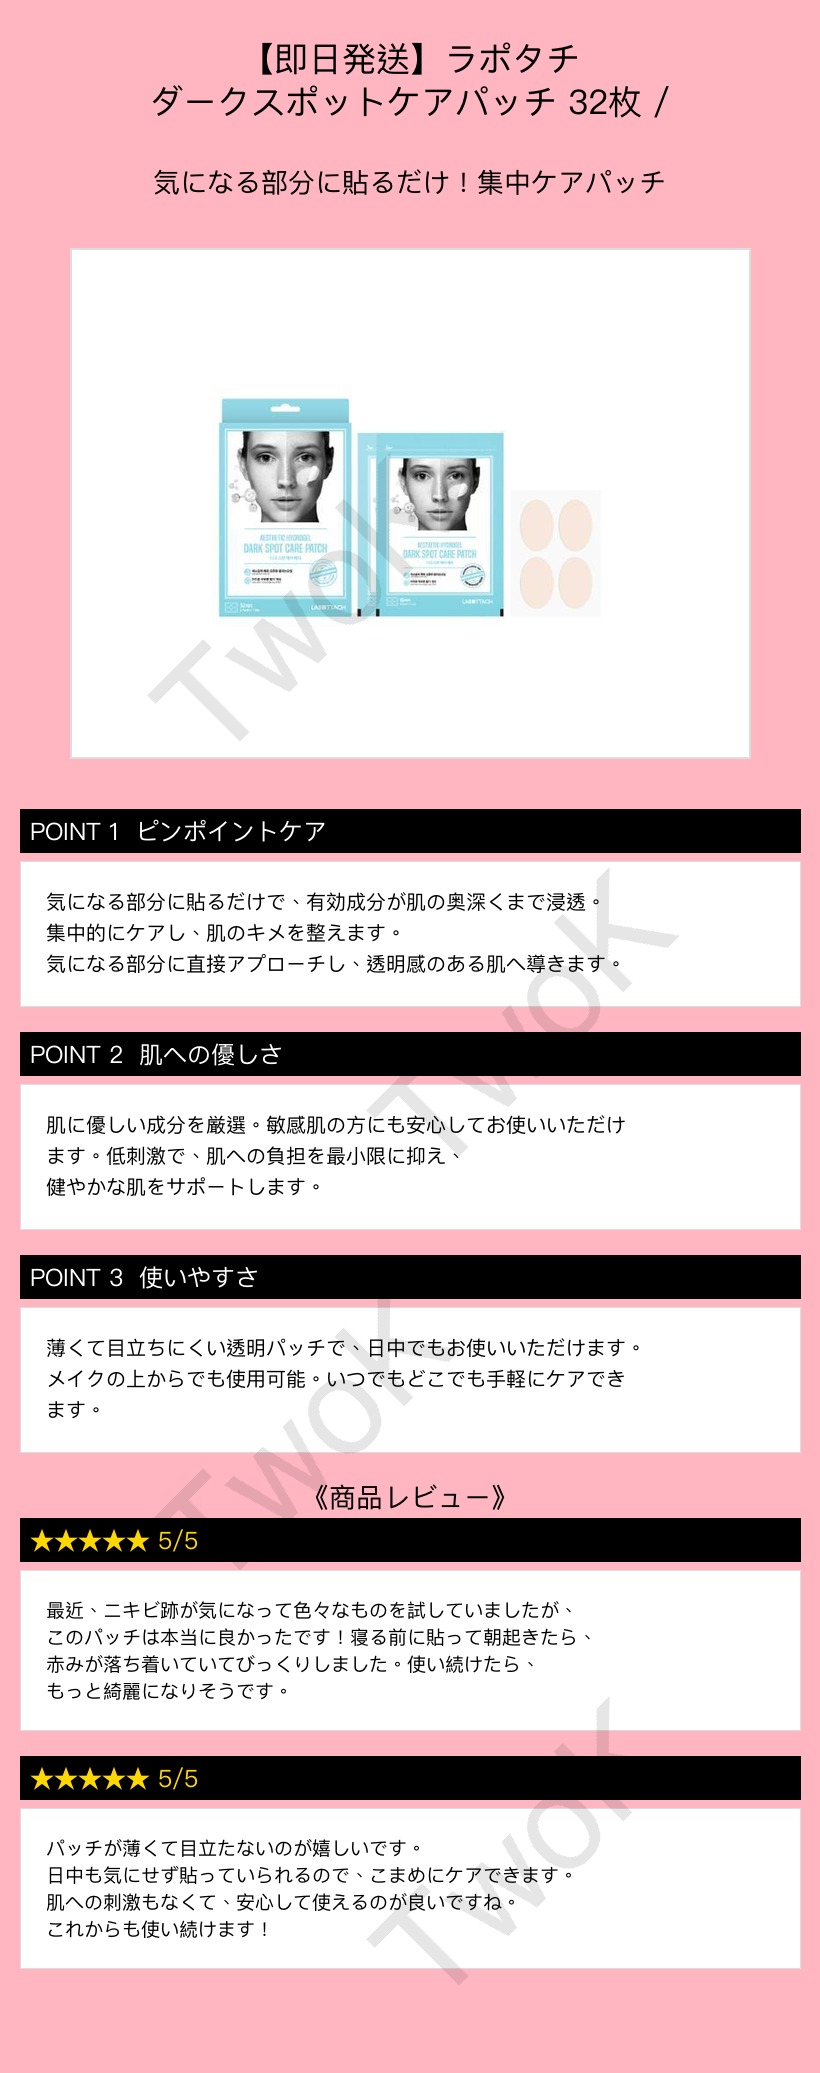 【即日発送】ラボタチ
ダークスポットケアパッチ 32枚 /
気になる部分に貼るだけ！集中ケアパッチ
AESTHETIC HYDROGEL
DARK SPOT CARE PATCH
LABOTTACH
AESTHETIC HYDROGEL
DARK SPOT CARE PATCH
LABOTTACH
TwoK
POINT 1 ピンポイントケア
気になる部分に貼るだけで、有効成分が肌の奥深くまで浸透。
集中的にケアし、肌のキメを整えます。
気になる部分に直接アプローチし、透明感のある肌へ導きます。
TwoK
POINT 2 肌への優しさ
肌に優しい成分を厳選。敏感肌の方にも安心してお使いいただけ
ます。低刺激で、肌への負担を最小限に抑え、
健やかな肌をサポートします。
POINT 3 使いやすさ
薄くて目立ちにくい透明パッチで、日中でもお使いいただけます。
メイクの上からでも使用可能。いつでもどこでも手軽にケアでき
ます。
TwoK
《商品レビュー》
★★★★★ 5/5
最近、ニキビ跡が気になって色々なものを試していましたが、
このパッチは本当に良かったです！寝る前に貼って朝起きたら、
赤みが落ち着いていてびっくりしました。使い続けたら、
もっと綺麗になりそうです。
★★★★★ 5/5
パッチが薄くて目立たないのが嬉しいです。
日中も気にせず貼っていられるので、こまめにケアできます。
肌への刺激もなくて、安心して使えるのが良いですね。
これからも使い続けます！
TwoK